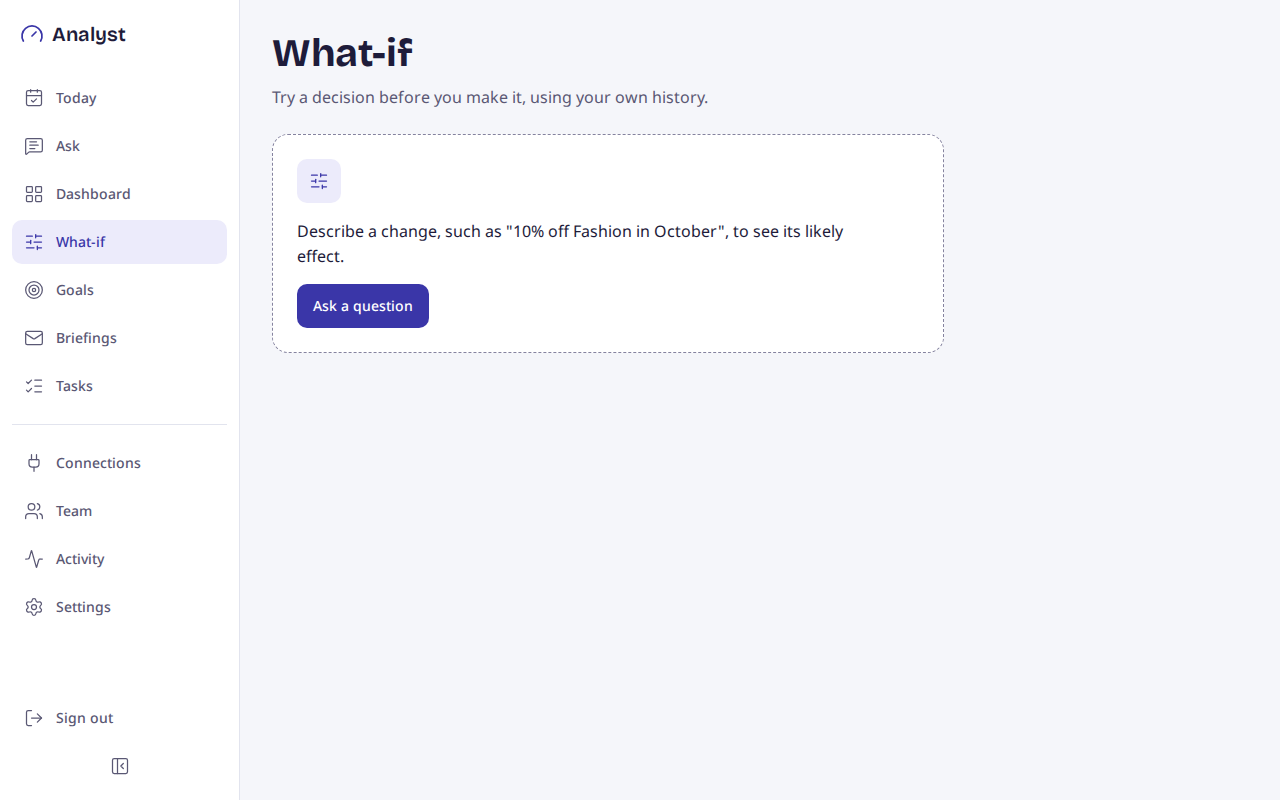 Analyst
Today
Ask
Dashboard
What-if
Goals
Briefings
Tasks
Connections
Team
Activity
Settings
Sign out
What-if
Try a decision before you make it, using your own history.
Describe a change, such as "10% off Fashion in October", to see its likely
effect.
Ask a question